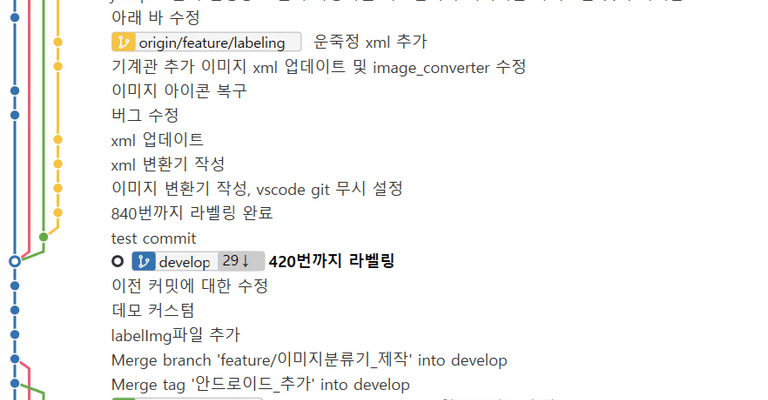 아래 바 수정
origin/feature/labeling 운죽정 xml 추가
기계관 추가 이미지 xml 업데이트 및 image_converter 수정
이미지 아이콘 복구
버그 수정
xml 업데이트
xml 변환기 작성
이미지 변환기 작성, vscode git 무시 설정
840번까지 라벨링 완료
test commit
develop 29↓ 420번까지 라벨링
이전 커밋에 대한 수정
데모 커스텀
labelImg파일 추가
Merge branch 'feature/이미지분류기_제작' into develop
Merge tag '안드로이드_추가' into develop